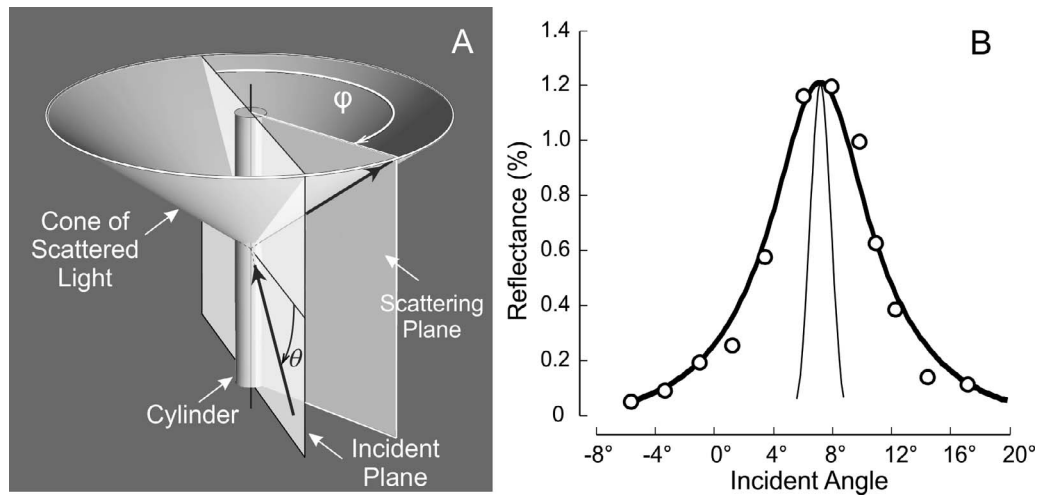 A
φ
Cone of
Scattered
Light
Scattering
Plane
θ
Cylinder
Incident
Plane
B
Reflectance (%)
1.4
1.2
1.0
0.8
0.6
0.4
0.2
0
-8° -4° 0° 4° 8° 12° 16° 20°
Incident Angle